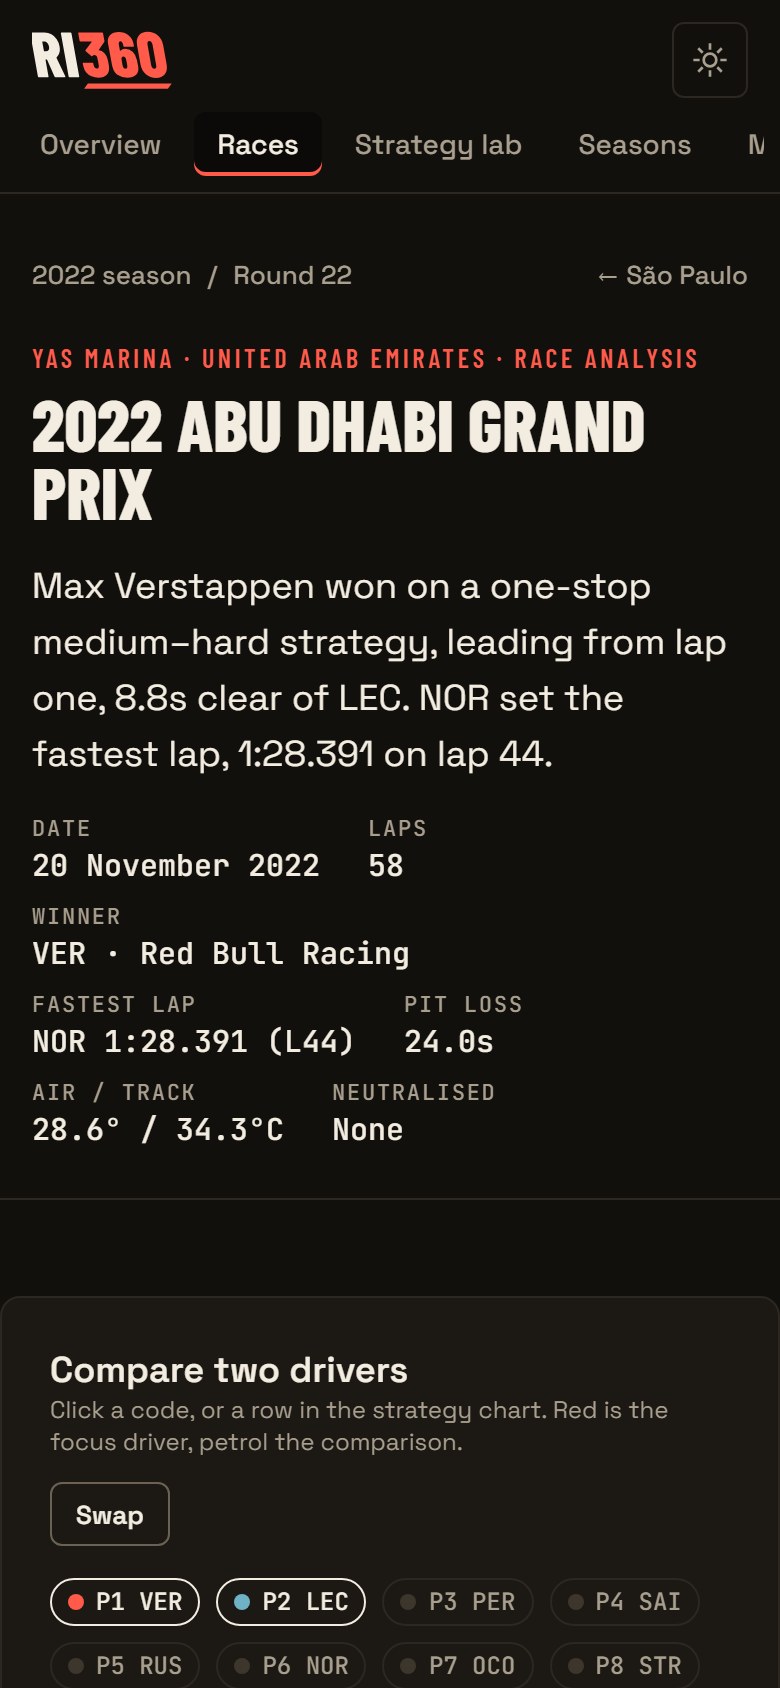 RI360
Overview Races Strategy lab Seasons M
2022 season / Round 22 ← São Paulo
YAS MARINA · UNITED ARAB EMIRATES · RACE ANALYSIS
2022 ABU DHABI GRAND
PRIX
Max Verstappen won on a one-stop
medium–hard strategy, leading from lap
one, 8.8s clear of LEC. NOR set the
fastest lap, 1:28.391 on lap 44.
DATE LAPS
20 November 2022 58
WINNER
VER · Red Bull Racing
FASTEST LAP PIT LOSS
NOR 1:28.391 (L44) 24.0s
AIR / TRACK NEUTRALISED
28.6° / 34.3°C None
Compare two drivers
Click a code, or a row in the strategy chart. Red is the
focus driver, petrol the comparison.
Swap
P1 VER P2 LEC P3 PER P4 SAI
P5 RUS P6 NOR P7 OCO P8 STR